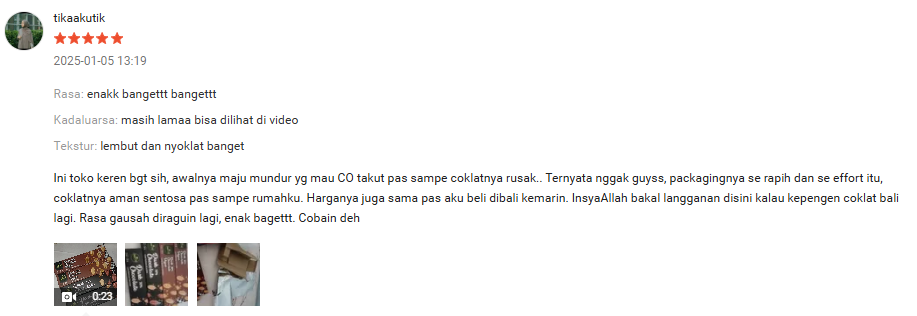 tikaakutik
2025-01-05 13:19
Rasa: enakk bangettt bangettt
Kadaluarsa: masih lamaa bisa dilihat di video
Tekstur: lembut dan nyoklat banget
Ini toko keren bgt sih, awalnya maju mundur yg mau CO takut pas sampe coklatnya rusak.. Ternyata nggak guyss, packagingnya se rapih dan se effort itu,
coklatnya aman sentosa pas sampe rumahku. Harganya juga sama pas aku beli dibali kemarin. InsyaAllah bakal langganan disini kalau kepengen coklat bali
lagi. Rasa gausah diraguin lagi, enak bagettt. Cobain deh
0:23